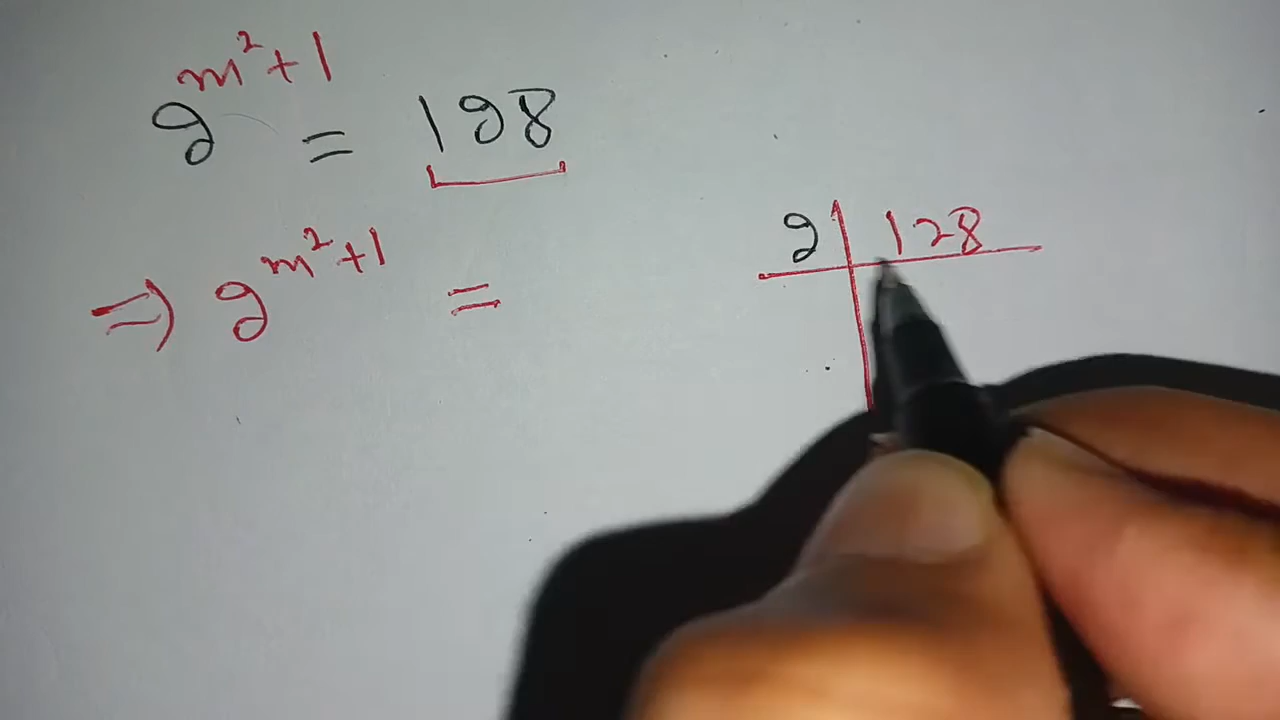 2^{m²+1} = 128
⇒ 2^{m²+1} =
2 | 128